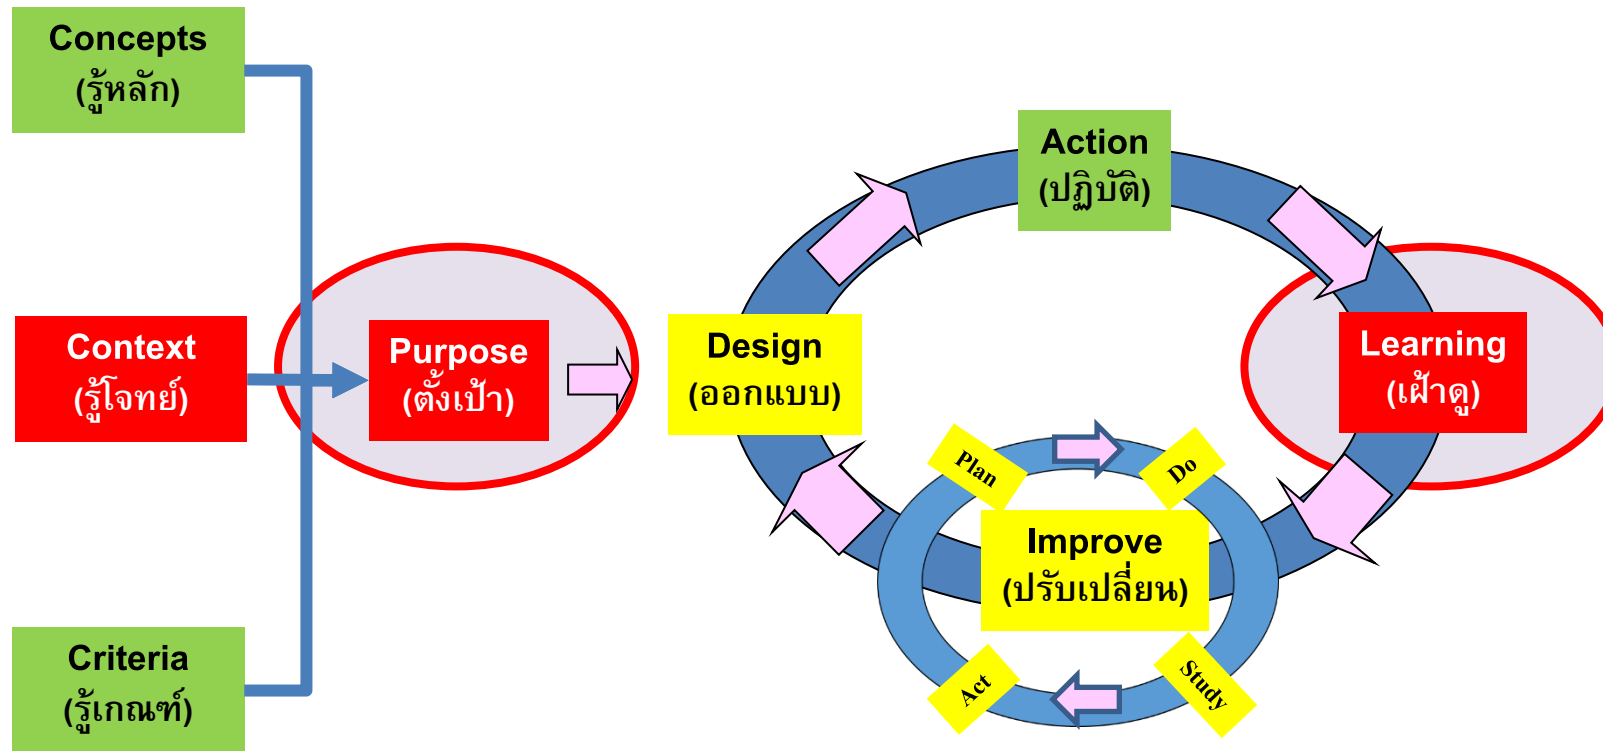 Concepts
(รู้หลัก)
Context
(รู้โจทย์)
Criteria
(รู้เกณฑ์)
Purpose
(ตั้งเป้า)
Design
(ออกแบบ)
Action
(ปฏิบัติ)
Learning
(เฝ้าดู)
Improve
(ปรับเปลี่ยน)
Plan
Do
Study
Act